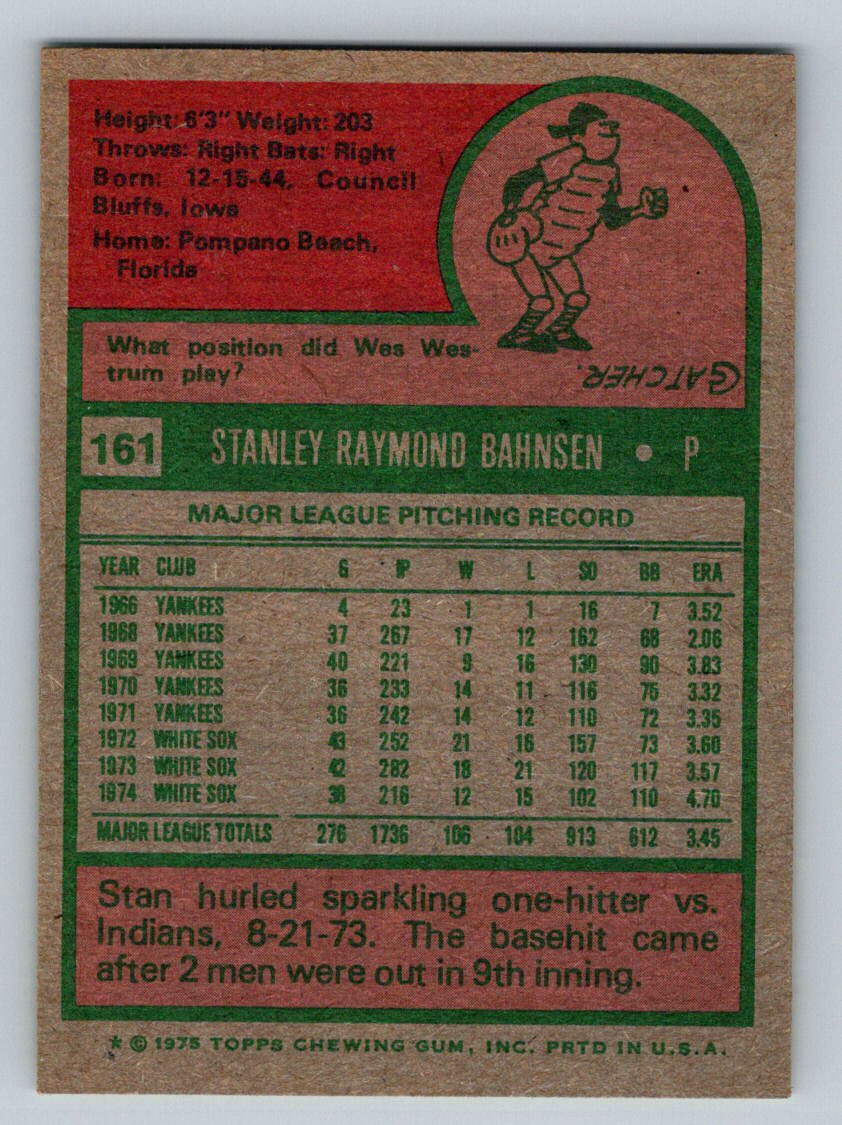 Height: 6'3" Weight: 203
Throws: Right Bats: Right
Born: 12-15-44, Council
Bluffs, Iowa
Home: Pompano Beach,
Florida
What position did Wes Wes-
trum play?
CATCHER.
161 STANLEY RAYMOND BAHNSEN • P
MAJOR LEAGUE PITCHING RECORD
YEAR CLUB G IP W L SO BB ERA
1966 YANKEES 4 23 1 1 16 7 3.52
1968 YANKEES 37 267 17 12 162 68 2.06
1969 YANKEES 40 221 9 16 130 90 3.83
1970 YANKEES 36 233 14 11 116 75 3.32
1971 YANKEES 36 242 14 12 110 72 3.35
1972 WHITE SOX 43 252 21 16 157 73 3.60
1973 WHITE SOX 42 282 18 21 120 117 3.57
1974 WHITE SOX 38 216 12 15 102 110 4.70
MAJOR LEAGUE TOTALS 276 1736 106 104 913 612 3.45
Stan hurled sparkling one-hitter vs.
Indians, 8-21-73. The basehit came
after 2 men were out in 9th inning.
* © 1975 TOPPS CHEWING GUM, INC. PRTD IN U.S.A.